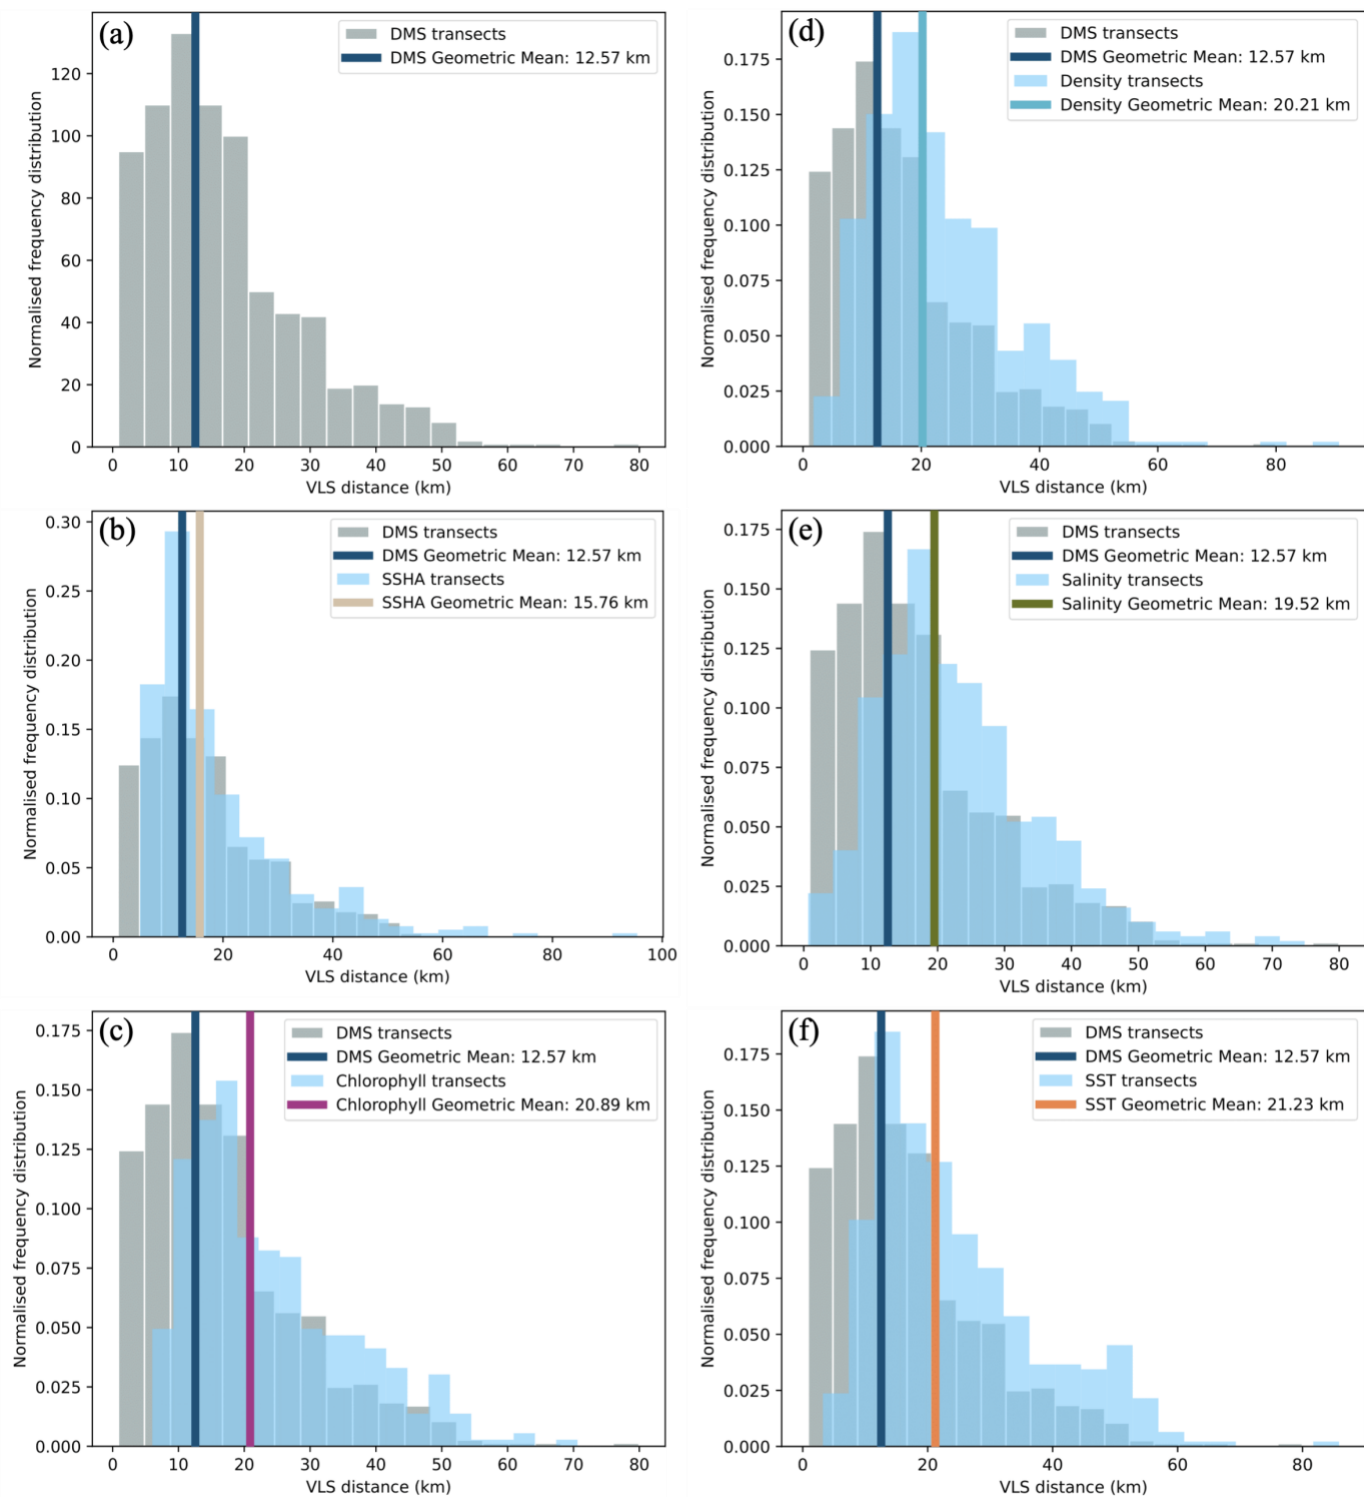 (a)
DMS transects
DMS Geometric Mean: 12.57 km
Normalised frequency distribution
120
100
80
60
40
20
0
0 10 20 30 40 50 60 70 80
VLS distance (km)
(d)
DMS transects
DMS Geometric Mean: 12.57 km
Density transects
Density Geometric Mean: 20.21 km
Normalised frequency distribution
0.175
0.150
0.125
0.100
0.075
0.050
0.025
0.000
0 20 40 60 80
VLS distance (km)
(b)
DMS transects
DMS Geometric Mean: 12.57 km
SSHA transects
SSHA Geometric Mean: 15.76 km
Normalised frequency distribution
0.30
0.25
0.20
0.15
0.10
0.05
0.00
0 20 40 60 80 100
VLS distance (km)
(e)
DMS transects
DMS Geometric Mean: 12.57 km
Salinity transects
Salinity Geometric Mean: 19.52 km
Normalised frequency distribution
0.175
0.150
0.125
0.100
0.075
0.050
0.025
0.000
0 10 20 30 40 50 60 70 80
VLS distance (km)
(c)
DMS transects
DMS Geometric Mean: 12.57 km
Chlorophyll transects
Chlorophyll Geometric Mean: 20.89 km
Normalised frequency distribution
0.175
0.150
0.125
0.100
0.075
0.050
0.025
0.000
0 10 20 30 40 50 60 70 80
VLS distance (km)
(f)
DMS transects
DMS Geometric Mean: 12.57 km
SST transects
SST Geometric Mean: 21.23 km
Normalised frequency distribution
0.175
0.150
0.125
0.100
0.075
0.050
0.025
0.000
0 20 40 60 80
VLS distance (km)